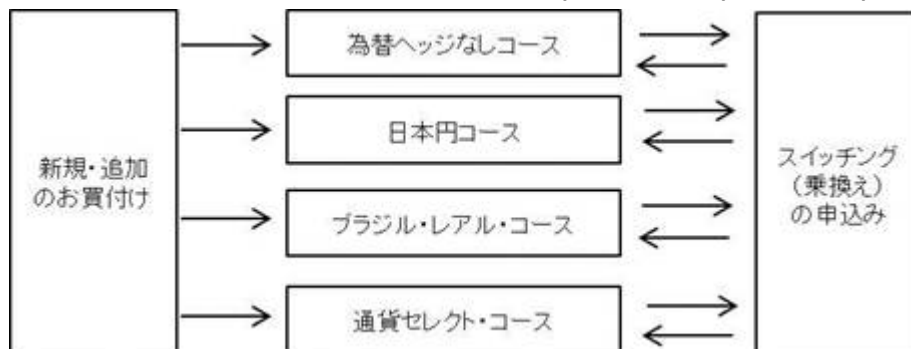 新規・追加
のお買付け
為替ヘッジなしコース
日本円コース
ブラジル・レアル・コース
通貨セレクト・コース
スイッチング
(乗換え)
の申込み